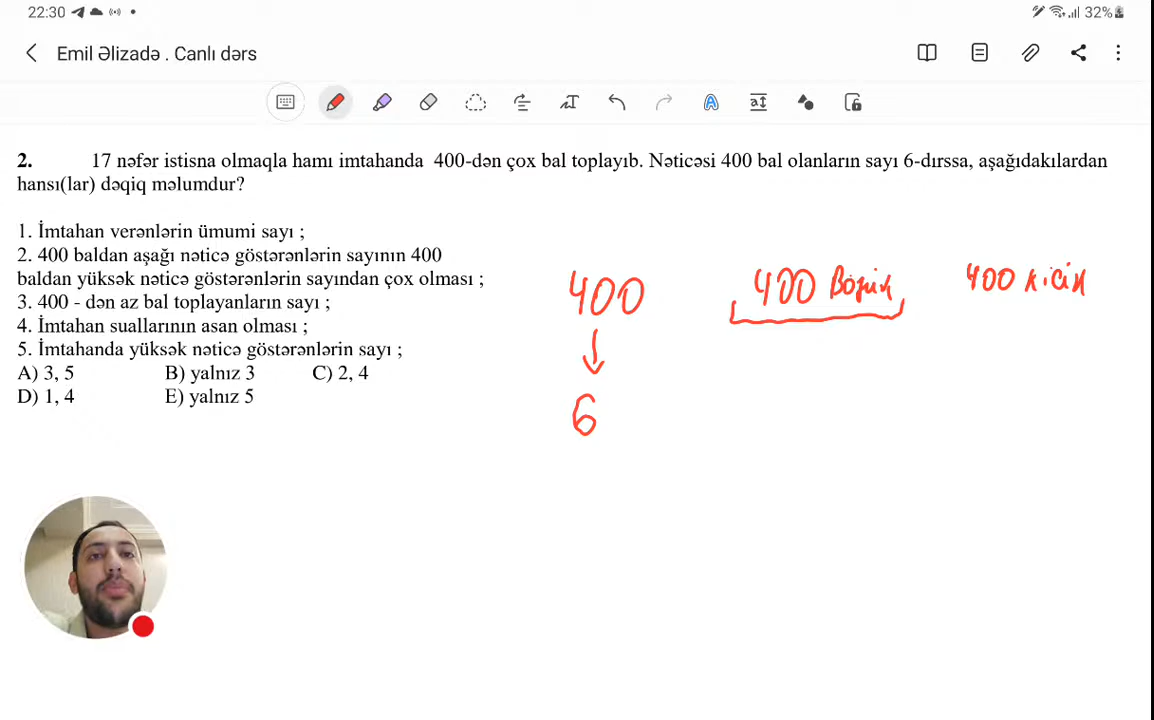 22:30
32%
Emil Əlizadə . Canlı dərs
2. 17 nəfər istisna olmaqla hamı imtahanda 400-dən çox bal toplayıb. Nəticəsi 400 bal olanların sayı 6-dırssa, aşağıdakılardan
hansı(lar) dəqiq məlumdur?
1. İmtahan verənlərin ümumi sayı ;
2. 400 baldan aşağı nəticə göstərənlərin sayının 400
baldan yüksək nəticə göstərənlərin sayından çox olması ;
3. 400 - dən az bal toplayanların sayı ;
4. İmtahan suallarının asan olması ;
5. İmtahanda yüksək nəticə göstərənlərin sayı ;
A) 3, 5 B) yalnız 3 C) 2, 4
D) 1, 4 E) yalnız 5
400 400 Böyük 400 kicik
6